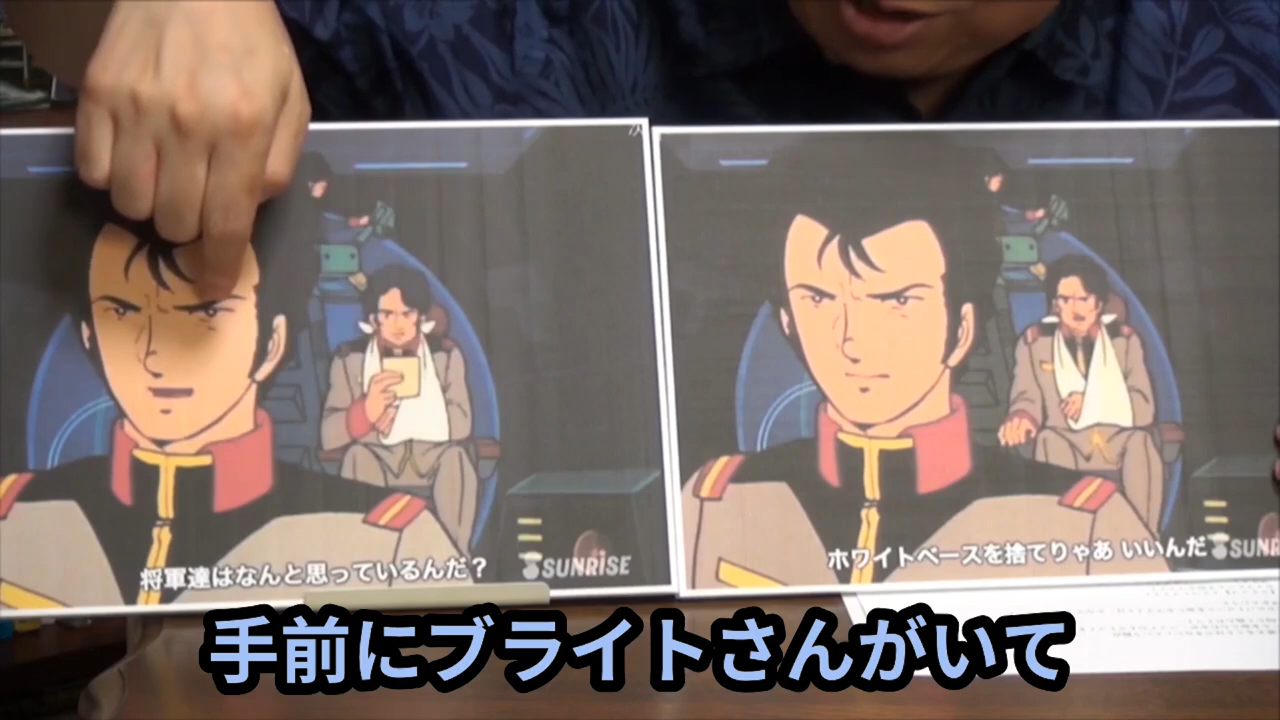 次
将軍達はなんと思っているんだ?
SUNRISE
ホワイトベースを捨てりゃあ いいんだ
SUNR
手前にブライトさんがいて